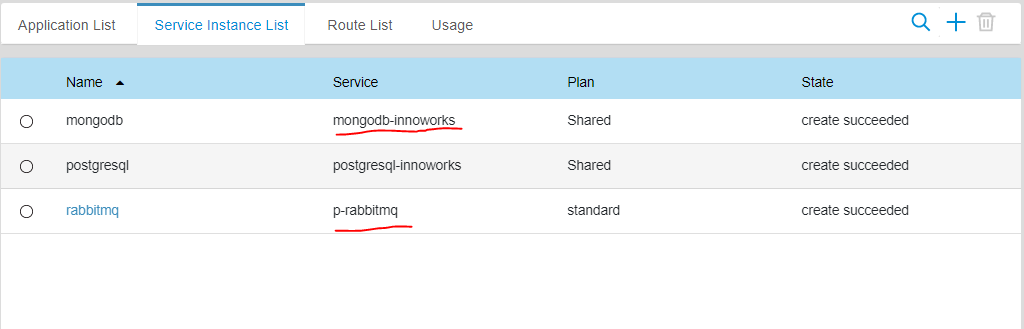 Application List Service Instance List Route List Usage
Name Service Plan State
mongodb mongodb-innoworks Shared create succeeded
postgresql postgresql-innoworks Shared create succeeded
rabbitmq p-rabbitmq standard create succeeded